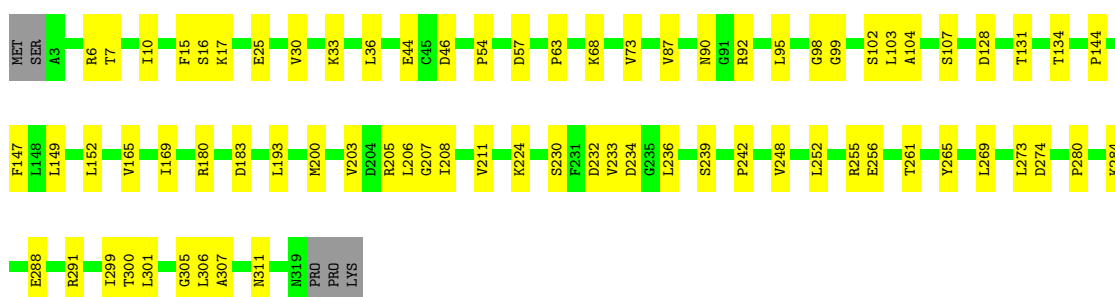 MET SER A3 R6 T7 I10 F15 S16 K17 E25 V30 K33 L36 E44 C45 D46 P54 D57 P63 K68 V73 V87 N90 G91 R92 L95 G98 G99 S102 L103 A104 S107 D128 T131 T134 P144
F147 L148 L149 L152 V165 I169 R180 D183 L193 M200 V203 D204 R205 L206 G207 I208 V211 K224 S230 F231 D232 V233 D234 G235 L236 S239 P242 V248 L252 R255 E256 T261 Y265 L269 L273 D274 P280 K284
E288 R291 I299 T300 L301 G305 L306 A307 N311 N319 PRO PRO LYS